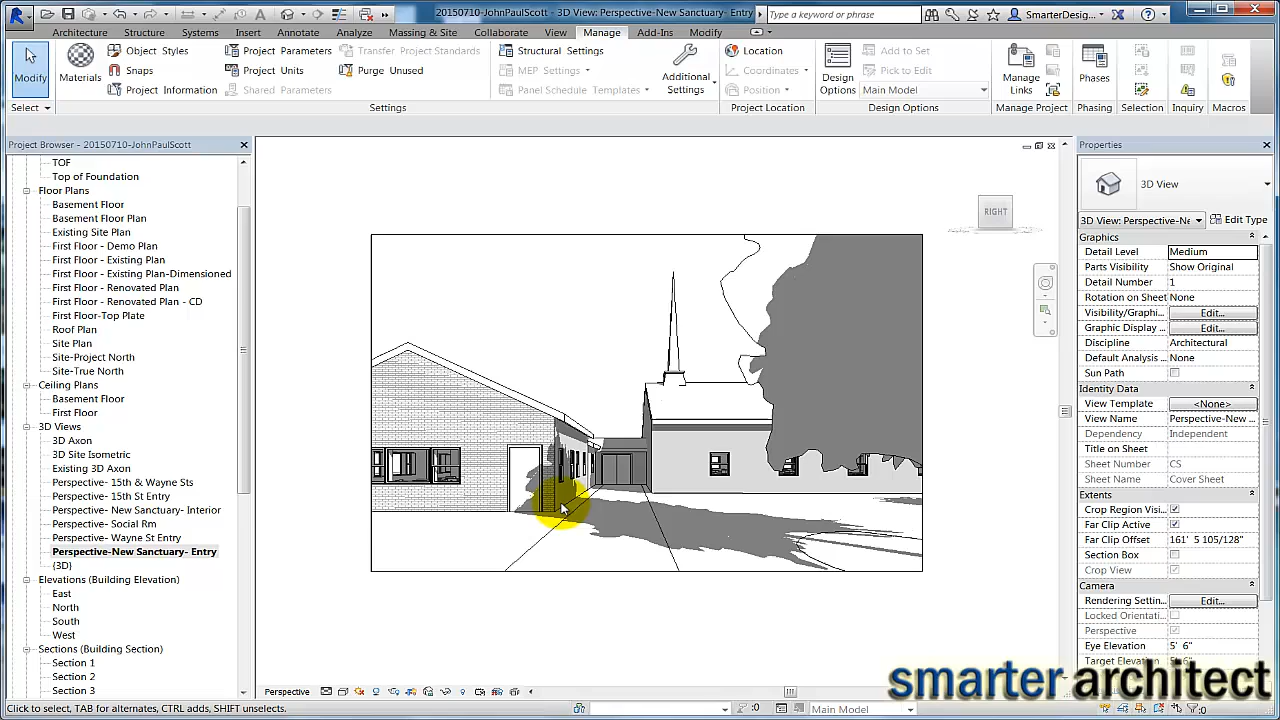 20150710-JohnPaulScott - 3D View: Perspective-New Sanctuary- Entry
Type a keyword or phrase
SmarterDesig...
Architecture Structure Systems Insert Annotate Analyze Massing & Site Collaborate View Manage Add-Ins Modify
Modify
Materials
Object Styles
Snaps
Project Information
Project Parameters
Project Units
Shared Parameters
Transfer Project Standards
Purge Unused
Structural Settings
MEP Settings
Panel Schedule Templates
Additional
Settings
Location
Coordinates
Position
Design
Options
Add to Set
Pick to Edit
Main Model
Manage
Links
Phases
Select
Settings
Project Location
Design Options
Manage Project
Phasing
Selection
Inquiry
Macros
Project Browser - 20150710-JohnPaulScott
TOF
Top of Foundation
Floor Plans
Basement Floor
Basement Floor Plan
Existing Site Plan
First Floor - Demo Plan
First Floor - Existing Plan
First Floor - Existing Plan-Dimensioned
First Floor - Renovated Plan
First Floor - Renovated Plan - CD
First Floor-Top Plate
Roof Plan
Site Plan
Site-Project North
Site-True North
Ceiling Plans
Basement Floor
First Floor
3D Views
3D Axon
3D Site Isometric
Existing 3D Axon
Perspective- 15th & Wayne Sts
Perspective- 15th St Entry
Perspective- New Sanctuary- Interior
Perspective- Social Rm
Perspective- Wayne St Entry
Perspective-New Sanctuary- Entry
{3D}
Elevations (Building Elevation)
East
North
South
West
Sections (Building Section)
Section 1
Section 2
Section 3
RIGHT
Properties
3D View
3D View: Perspective-Ne
Edit Type
Graphics
Detail Level Medium
Parts Visibility Show Original
Detail Number 1
Rotation on Sheet None
Visibility/Graphi... Edit...
Graphic Display ... Edit...
Discipline Architectural
Default Analysis ... None
Sun Path
Identity Data
View Template <None>
View Name Perspective-New ...
Dependency Independent
Title on Sheet
Sheet Number CS
Sheet Name Cover Sheet
Extents
Crop Region Visi...
Far Clip Active
Far Clip Offset 161' 5 105/128"
Section Box
Crop View
Camera
Rendering Settin... Edit...
Locked Orientati...
Perspective
Eye Elevation 5' 6"
Target Elevation 5' 6"
smarter architect
Perspective
Click to select, TAB for alternates, CTRL adds, SHIFT unselects.
:0
Main Model
:0